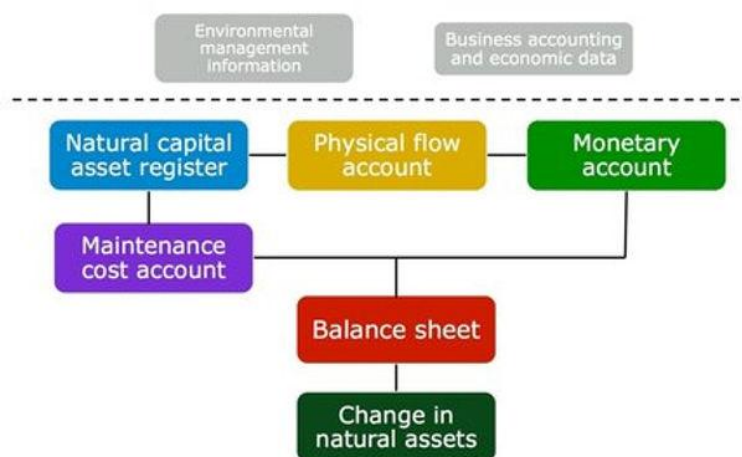 Environmental
management
information
Business accounting
and economic data
Natural capital
asset register
Physical flow
account
Monetary
account
Maintenance
cost account
Balance sheet
Change in
natural assets